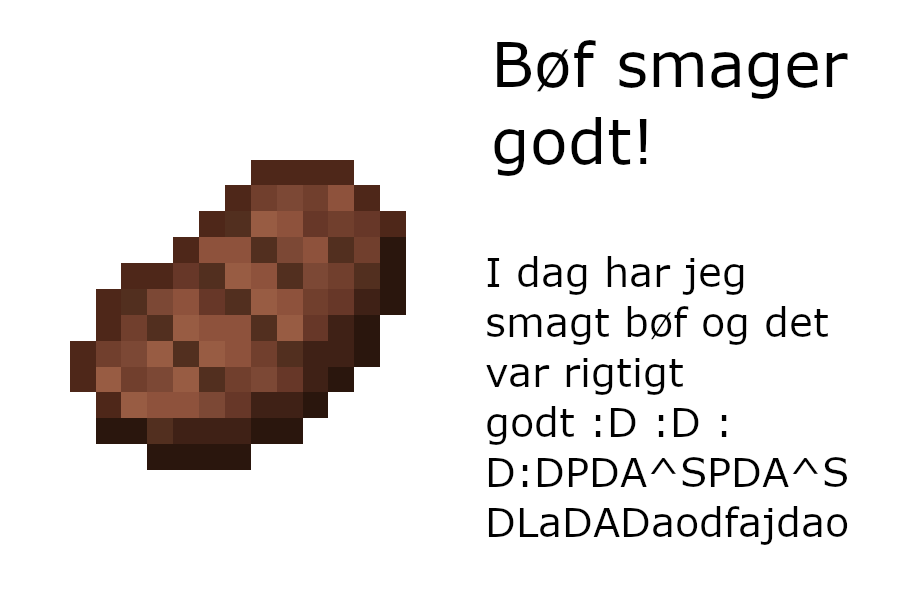 Bøf smager
godt!
I dag har jeg
smagt bøf og det
var rigtigt
godt :D :D :
D:DPDA^SPDA^S
DLaDADaodfajdao